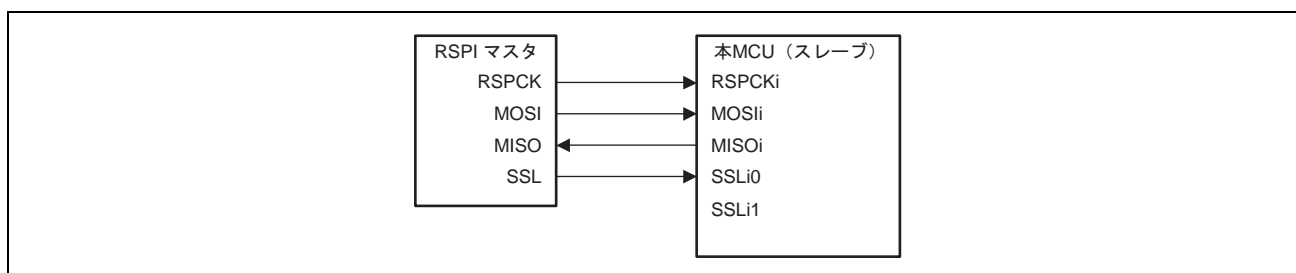 RSPI マスタ
RSPCK
MOSI
MISO
SSL
本MCU(スレーブ)
RSPCKi
MOSIi
MISOi
SSLi0
SSLi1